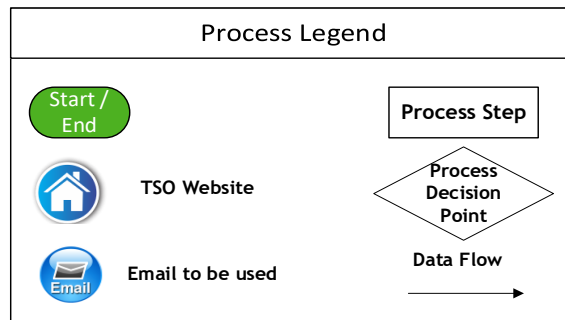 Process Legend
Start /
End
Process Step
TSO Website
Process
Decision
Point
Email
Email to be used
Data Flow